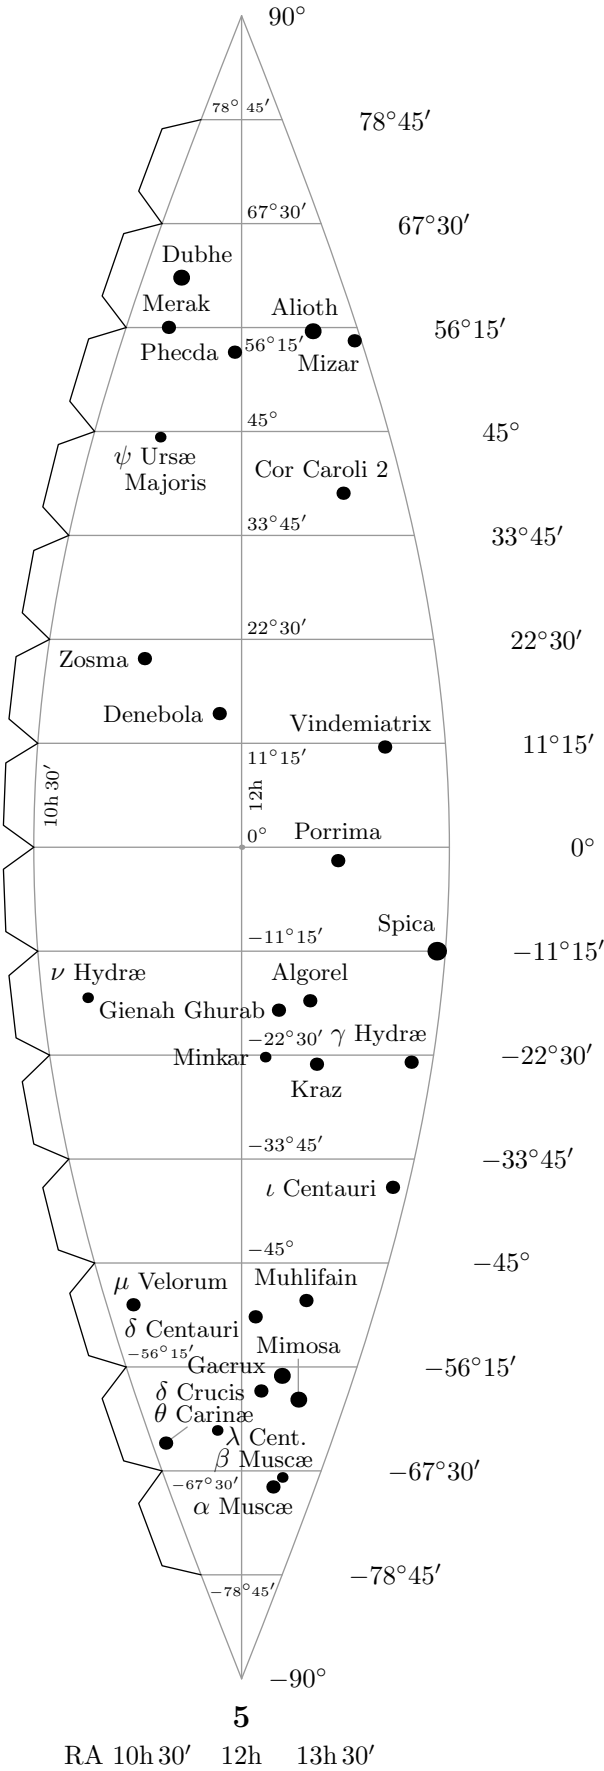 90°
78° 45′
78°45′
67°30′
67°30′
Dubhe
Merak
Alioth
56°15′
Phecda
56°15′
Mizar
45°
45°
ψ Ursæ
Majoris
Cor Caroli 2
33°45′
33°45′
22°30′
22°30′
Zosma
Denebola
Vindemiatrix
11°15′
11°15′
10h 30′
12h
0°
Porrima
0°
Spica
−11°15′
−11°15′
ν Hydræ
Algorel
Gienah Ghurab
−22°30′
γ Hydræ
Minkar
−22°30′
Kraz
−33°45′
−33°45′
ι Centauri
−45°
−45°
μ Velorum
Muhlifain
δ Centauri
Mimosa
−56°15′
Gacrux
−56°15′
δ Crucis
θ Carinæ
λ Cent.
β Muscæ
−67°30′
−67°30′
α Muscæ
−78°45′
−78°45′
−90°
5
RA 10h 30′ 12h 13h 30′